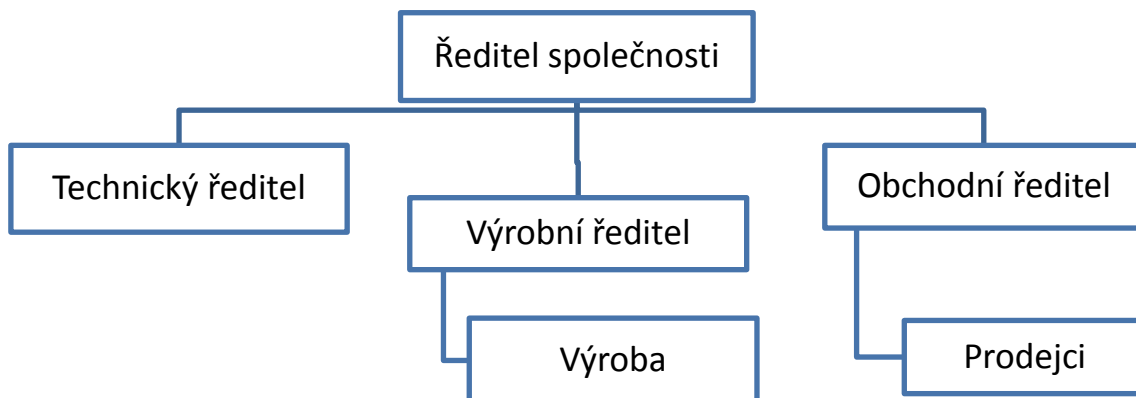 Ředitel společnosti
Technický ředitel
Výrobní ředitel
Obchodní ředitel
Výroba
Prodejci